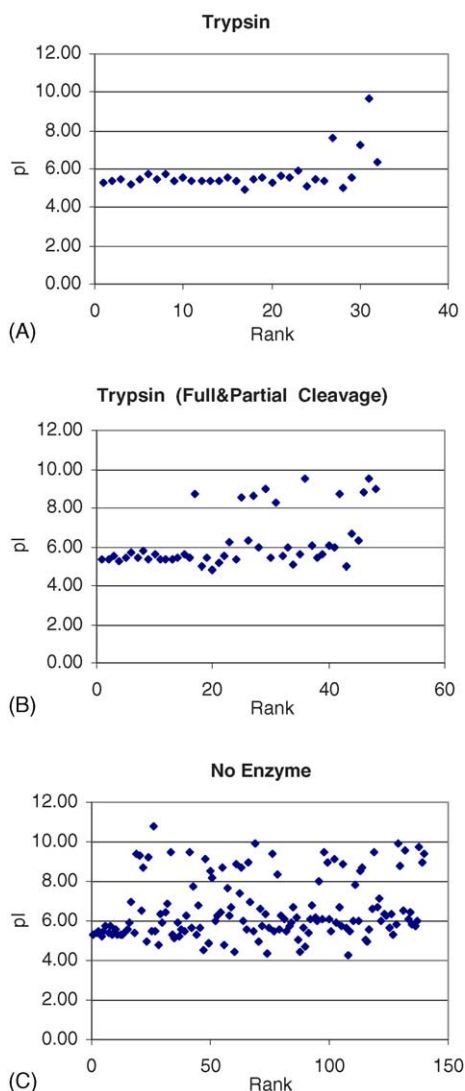 Trypsin
12.00
10.00
8.00
6.00
4.00
2.00
0.00
pI
0 10 20 30 40
Rank
(A)
Trypsin (Full&Partial Cleavage)
12.00
10.00
8.00
6.00
4.00
2.00
0.00
pI
0 20 40 60
Rank
(B)
No Enzyme
12.00
10.00
8.00
6.00
4.00
2.00
0.00
pI
0 50 100 150
Rank
(C)